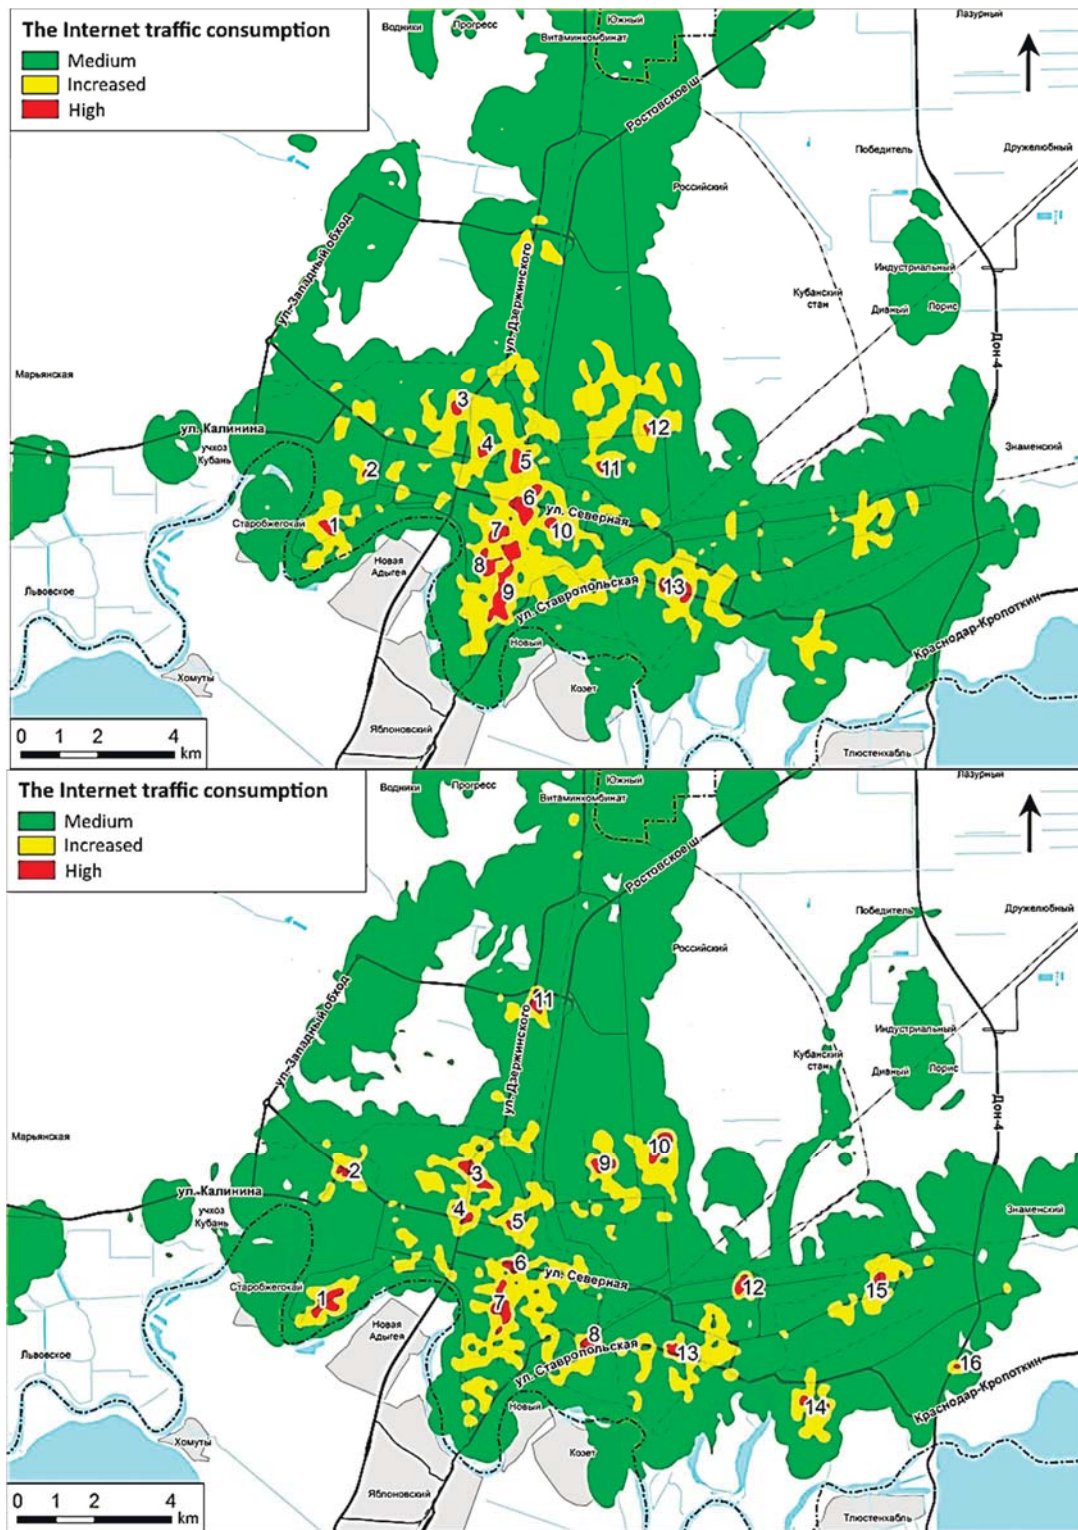 The Internet traffic consumption
Medium
Increased
High
Водники
Прогресс
Южный
Витаминкомбинат
Лазурный
Ростовское ш.
Победитель
Дружелюбный
Российский
ул. Западный обход
ул. Дзержинского
Индустриальный
Кубанский
стан
Дивный
Лорис
Дон-4
Марьянская
ул. Калинина
учхоз
Кубань
3
12
4
5
2
11
Знаменский
6
ул. Северная
Старобжегокай
1
7
10
Новая
Адыгея
8
9
13
ул. Ставропольская
Львовское
Новый
Краснодар-Кропоткин
Хомуты
Козет
Яблоновский
Тлюстенхабль
0 1 2 4
km
The Internet traffic consumption
Medium
Increased
High
Водники
Прогресс
Южный
Витаминкомбинат
Лазурный
Ростовское ш.
Победитель
Дружелюбный
Российский
11
ул. Западный обход
ул. Дзержинского
Индустриальный
Кубанский
стан
Дивный
Лорис
Дон-4
Марьянская
10
2
3
9
ул. Калинина
учхоз
Кубань
4
5
Знаменский
6
ул. Северная
Старобжегокай
12
15
1
7
Новая
Адыгея
8
13
Львовское
ул. Ставропольская
16
Новый
14
Краснодар-Кропоткин
Хомуты
Козет
Яблоновский
Тлюстенхабль
0 1 2 4
km